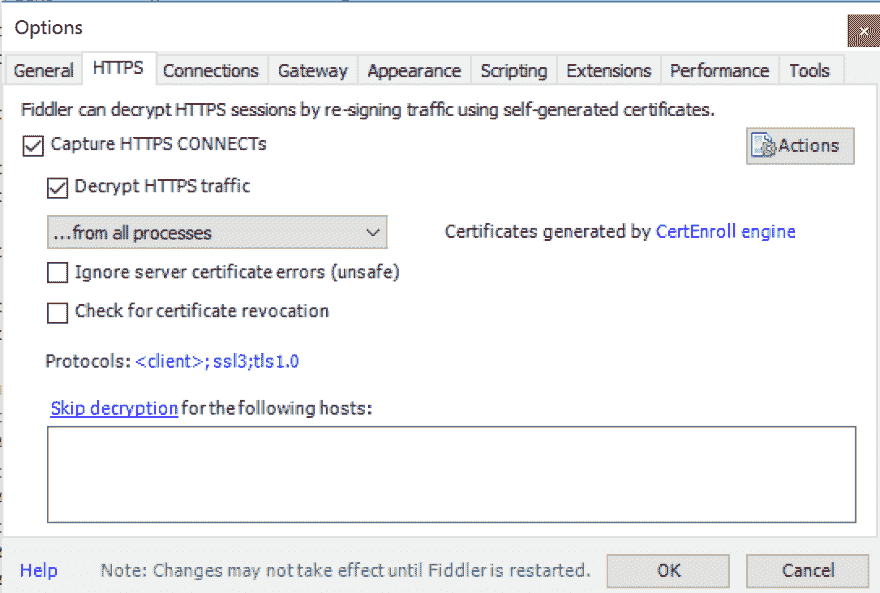 Options
General HTTPS Connections Gateway Appearance Scripting Extensions Performance Tools
Fiddler can decrypt HTTPS sessions by re-signing traffic using self-generated certificates.
Capture HTTPS CONNECTs
Actions
Decrypt HTTPS traffic
...from all processes
Certificates generated by CertEnroll engine
Ignore server certificate errors (unsafe)
Check for certificate revocation
Protocols: <client>;ssl3;tls1.0
Skip decryption for the following hosts:
Help Note: Changes may not take effect until Fiddler is restarted. OK Cancel